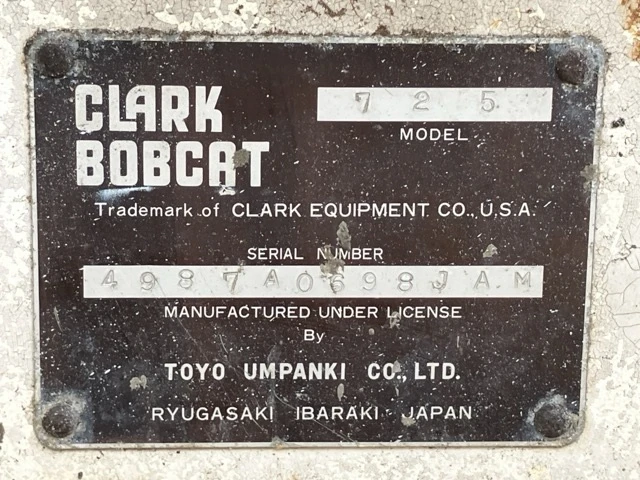 CLARK
BOBCAT
725
MODEL
Trademark of CLARK EQUIPMENT CO., U.S.A.
SERIAL NUMBER
4987A0698JAM
MANUFACTURED UNDER LICENSE
By
TOYO UMPANKI CO., LTD.
RYUGASAKI IBARAKI JAPAN